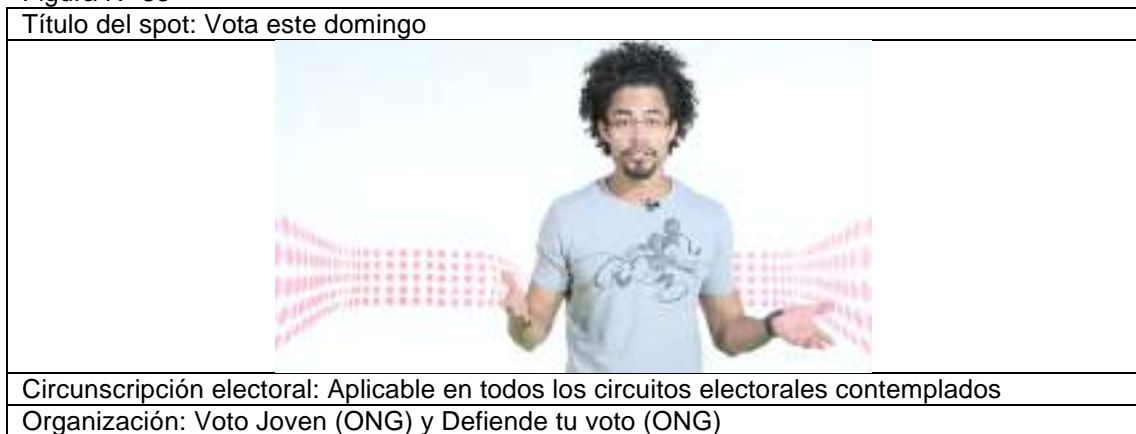 Título del spot: Vota este domingo
Circunscripción electoral: Aplicable en todos los circuitos electorales contemplados
Organización: Voto Joven (ONG) y Defiende tu voto (ONG)